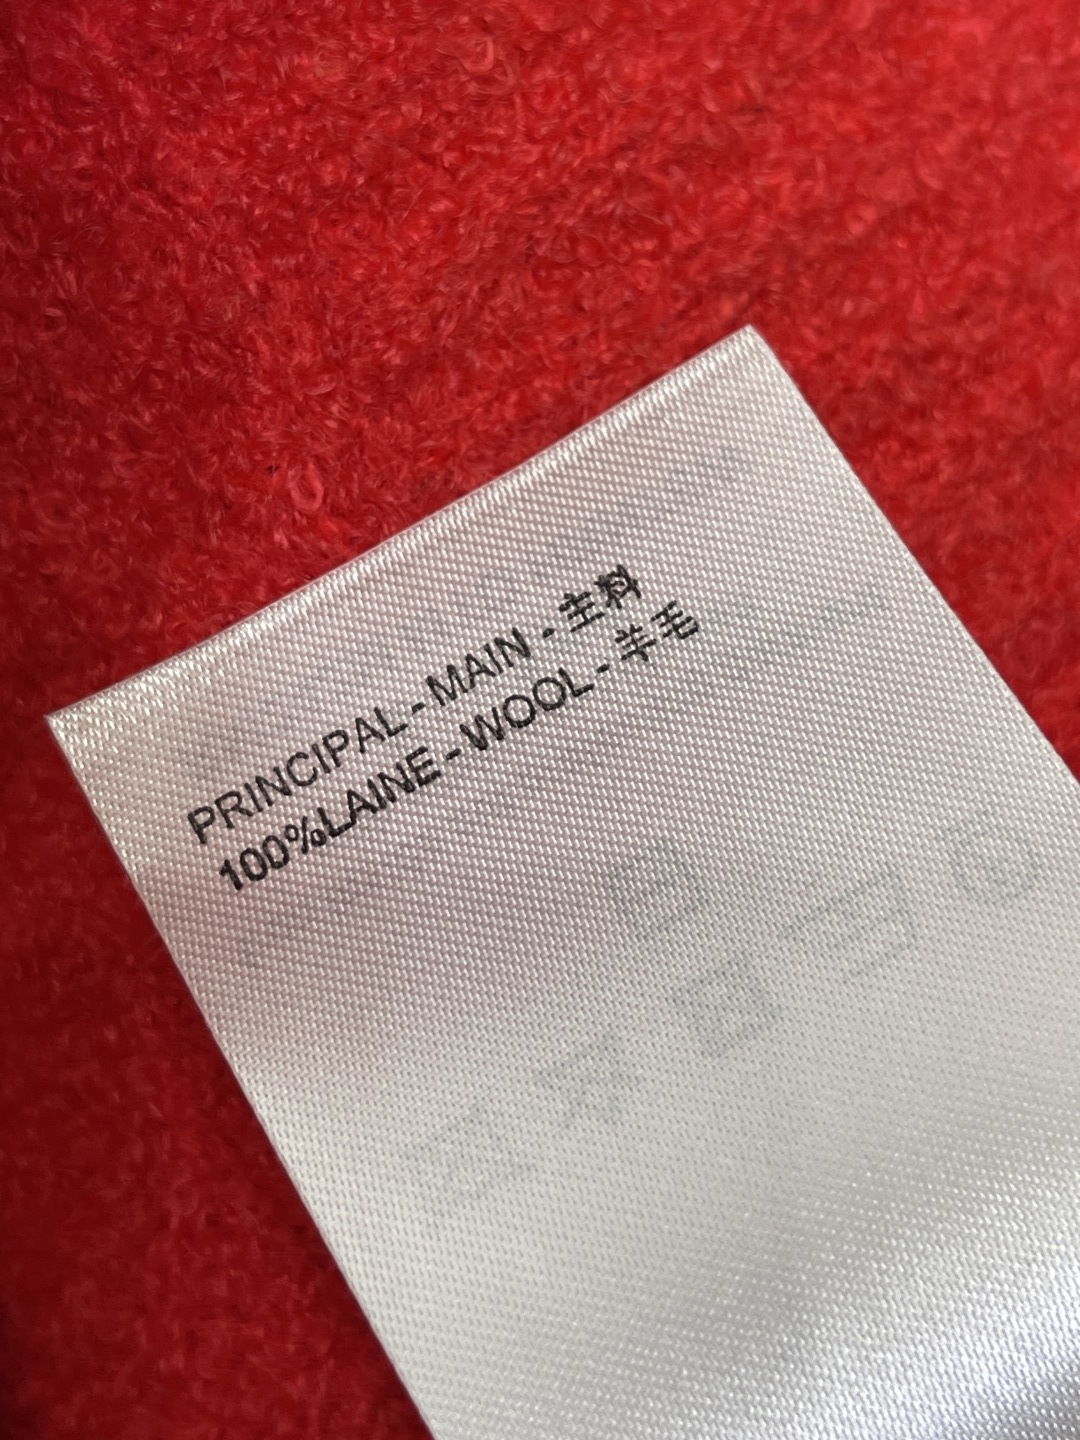 PRINCIPAL - MAIN - 主料
100%LAINE - WOOL - 羊毛